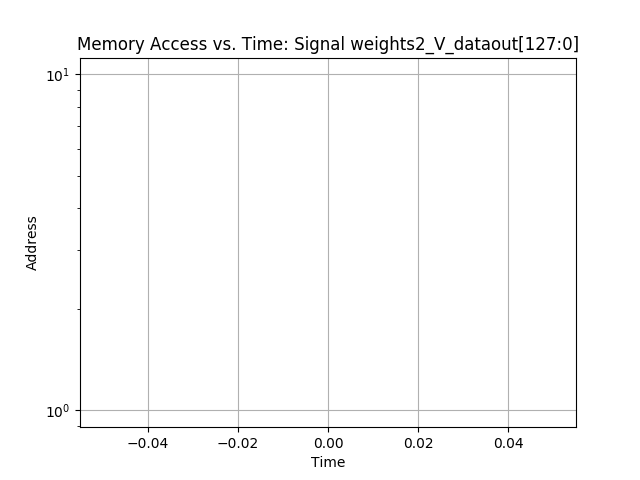 Memory Access vs. Time: Signal weights2_V_dataout[127:0]
10¹
Address
10⁰
−0.04 −0.02 0.00 0.02 0.04
Time